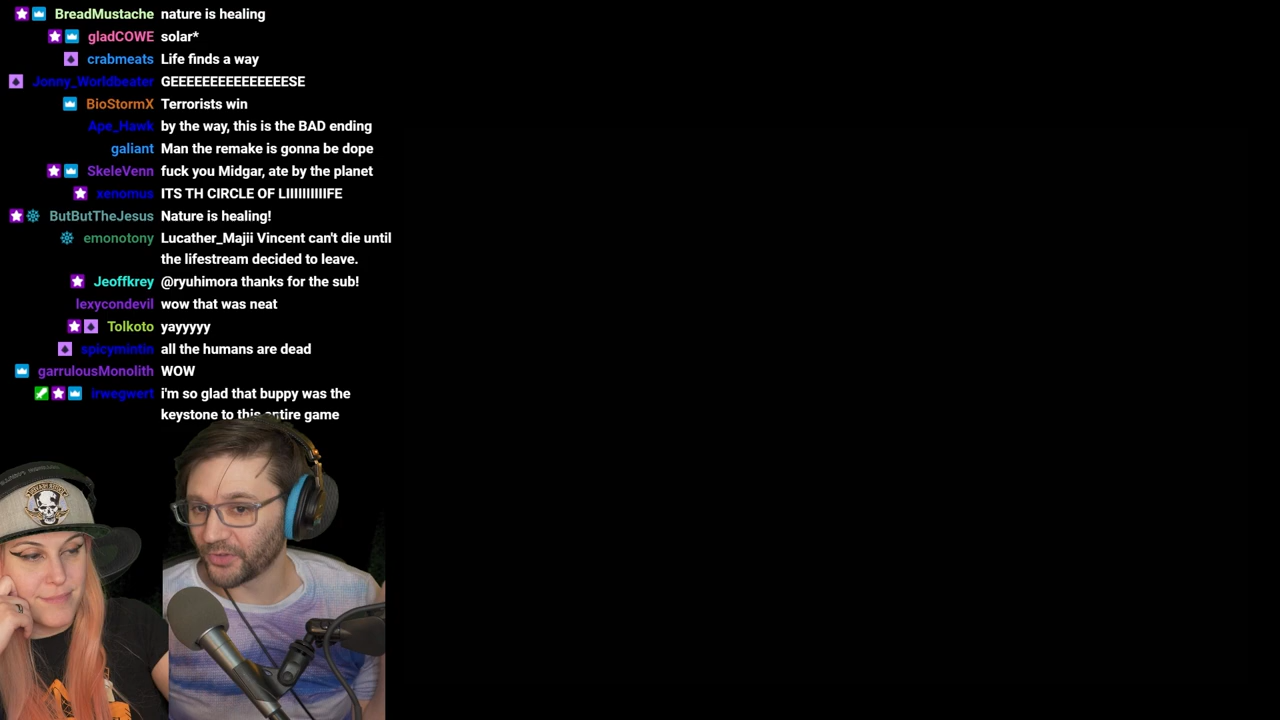 BreadMustache nature is healing
gladCOWE solar*
crabmeats Life finds a way
Jonny_Worldbeater GEEEEEEEEEEEEEEESE
BioStormX Terrorists win
Ape_Hawk by the way, this is the BAD ending
galiant Man the remake is gonna be dope
SkeleVenn fuck you Midgar, ate by the planet
xenomus ITS TH CIRCLE OF LIIIIIIIIIFE
ButButTheJesus Nature is healing!
emonotony Lucather_Majii Vincent can't die until
the lifestream decided to leave.
Jeoffkrey @ryuhimora thanks for the sub!
lexycondevil wow that was neat
Tolkoto yayyyyy
spicymintin all the humans are dead
garrulousMonolith WOW
irwegwert i'm so glad that buppy was the
keystone to this entire game